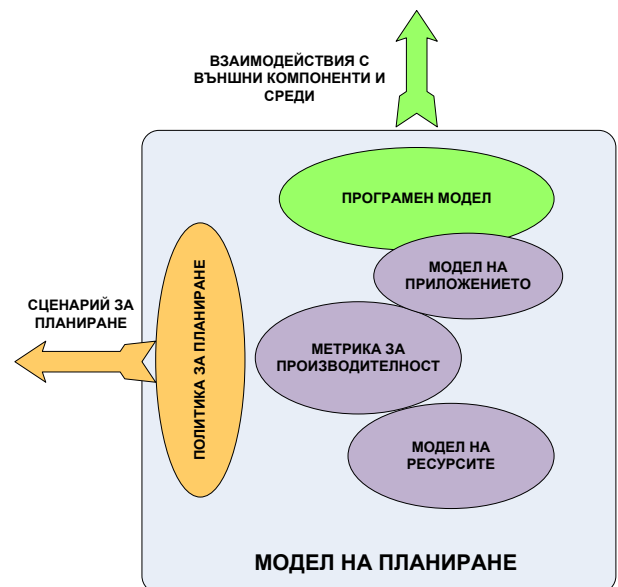 ВЗАИМОДЕЙСТВИЯ С
ВЪНШНИ КОМПОНЕНТИ И
СРЕДИ
ПРОГРАМЕН МОДЕЛ
МОДЕЛ НА
ПРИЛОЖЕНИЕТО
СЦЕНАРИЙ ЗА
ПЛАНИРАНЕ
ПОЛИТИКА ЗА ПЛАНИРАНЕ
МЕТРИКА ЗА
ПРОИЗВОДИТЕЛНОСТ
МОДЕЛ НА
РЕСУРСИТЕ
МОДЕЛ НА ПЛАНИРАНЕ